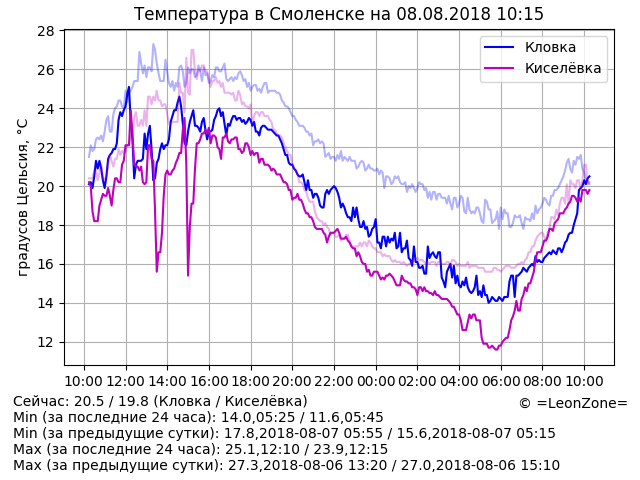 Температура в Смоленске на 08.08.2018 10:15
Кловка
Киселёвка
градусов Цельсия, °C
28
26
24
22
20
18
16
14
12
10:00 12:00 14:00 16:00 18:00 20:00 22:00 00:00 02:00 04:00 06:00 08:00 10:00
Сейчас: 20.5 / 19.8 (Кловка / Киселёвка)
© =LeonZone=
Min (за последние 24 часа): 14.0,05:25 / 11.6,05:45
Min (за предыдущие сутки): 17.8,2018-08-07 05:55 / 15.6,2018-08-07 05:15
Max (за последние 24 часа): 25.1,12:10 / 23.9,12:15
Max (за предыдущие сутки): 27.3,2018-08-06 13:20 / 27.0,2018-08-06 15:10